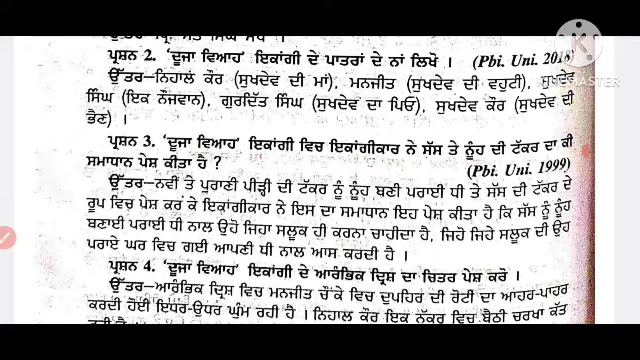 ਪ੍ਰਸ਼ਨ 2. 'ਦੂਜਾ ਵਿਆਹ' ਇਕਾਂਗੀ ਦੇ ਪਾਤਰਾਂ ਦੇ ਨਾਂ ਲਿਖੋ । (Pbi. Uni. 2018)
ਉੱਤਰ—ਨਿਹਾਲ ਕੌਰ (ਸੁਖਦੇਵ ਦੀ ਮਾਂ), ਮਨਜੀਤ (ਸੁਖਦੇਵ ਦੀ ਵਹੁਟੀ), ਸੁਖਦੇਵ
ਸਿੰਘ (ਇਕ ਨੌਜਵਾਨ), ਗੁਰਦਿੱਤ ਸਿੰਘ (ਸੁਖਦੇਵ ਦਾ ਪਿਓ), ਸੁਖਦੇਵ ਕੌਰ (ਸੁਖਦੇਵ ਦੀ
ਭੈਣ) ।
ਪ੍ਰਸ਼ਨ 3. 'ਦੂਜਾ ਵਿਆਹ' ਇਕਾਂਗੀ ਵਿਚ ਇਕਾਂਗੀਕਾਰ ਨੇ ਸੱਸ ਤੇ ਨੂੰਹ ਦੀ ਟੱਕਰ ਦਾ ਕੀ
ਸਮਾਧਾਨ ਪੇਸ਼ ਕੀਤਾ ਹੈ ? (Pbi. Uni. 1999)
ਉੱਤਰ—ਨਵੀਂ ਤੇ ਪੁਰਾਣੀ ਪੀੜ੍ਹੀ ਦੀ ਟੱਕਰ ਨੂੰ ਨੂੰਹ ਬਣੀ ਪਰਾਈ ਧੀ ਤੇ ਸੱਸ ਦੀ ਟੱਕਰ ਦੇ
ਰੂਪ ਵਿਚ ਪੇਸ਼ ਕਰ ਕੇ ਇਕਾਂਗੀਕਾਰ ਨੇ ਇਸ ਦਾ ਸਮਾਧਾਨ ਇਹ ਪੇਸ਼ ਕੀਤਾ ਹੈ ਕਿ ਸੱਸ ਨੂੰ ਨੂੰਹ
ਬਣਾਈ ਪਰਾਈ ਧੀ ਨਾਲ ਉਹੋ ਜਿਹਾ ਸਲੂਕ ਹੀ ਕਰਨਾ ਚਾਹੀਦਾ ਹੈ, ਜਿਹੋ ਜਿਹੇ ਸਲੂਕ ਦੀ ਉਹ
ਪਰਾਏ ਘਰ ਵਿਚ ਗਈ ਆਪਣੀ ਧੀ ਨਾਲ ਆਸ ਕਰਦੀ ਹੈ ।
ਪ੍ਰਸ਼ਨ 4. 'ਦੂਜਾ ਵਿਆਹ' ਇਕਾਂਗੀ ਦੇ ਆਰੰਭਿਕ ਦ੍ਰਿਸ਼ ਦਾ ਚਿਤਰ ਪੇਸ਼ ਕਰੋ ।
ਉੱਤਰ—ਆਰੰਭਿਕ ਦ੍ਰਿਸ਼ ਵਿਚ ਮਨਜੀਤ ਚੌਂਕੇ ਵਿਚ ਦੁਪਹਿਰ ਦੀ ਰੋਟੀ ਦਾ ਆਹਰ-ਪਾਹਰ
ਕਰਦੀ ਹੋਈ ਇਧਰ-ਉਧਰ ਘੁੰਮ ਰਹੀ ਹੈ । ਨਿਹਾਲ ਕੌਰ ਇਕ ਨੱਕਰ ਵਿਚ ਬੈਠੀ ਚਰਖਾ ਕੱਤ